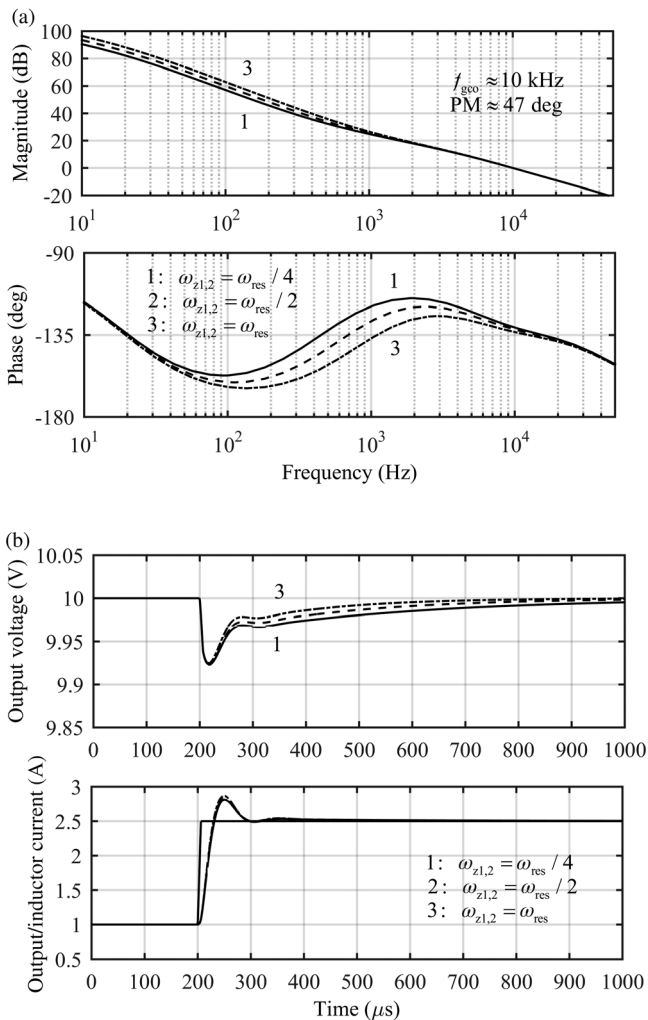 (a)
Magnitude (dB)
100
80
60
40
20
0
-20
3
1
f_gco ≈ 10 kHz
PM ≈ 47 deg
10^1
10^2
10^3
10^4
Phase (deg)
-90
-135
-180
1: ω_z1,2 = ω_res / 4
2: ω_z1,2 = ω_res / 2
3: ω_z1,2 = ω_res
1
3
10^1
10^2
10^3
10^4
Frequency (Hz)
(b)
Output voltage (V)
10.05
10
9.95
9.9
9.85
3
1
0 100 200 300 400 500 600 700 800 900 1000
Output/inductor current (A)
3
2.5
2
1.5
1
0.5
1: ω_z1,2 = ω_res / 4
2: ω_z1,2 = ω_res / 2
3: ω_z1,2 = ω_res
0 100 200 300 400 500 600 700 800 900 1000
Time (μs)